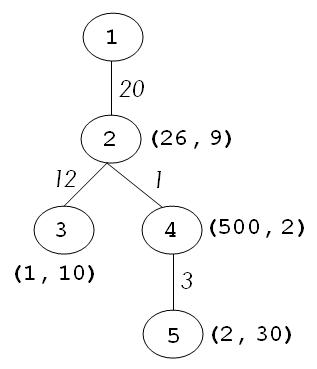 1
20
2 (26, 9)
12 1
3 4 (500, 2)
(1, 10) 3
5 (2, 30)